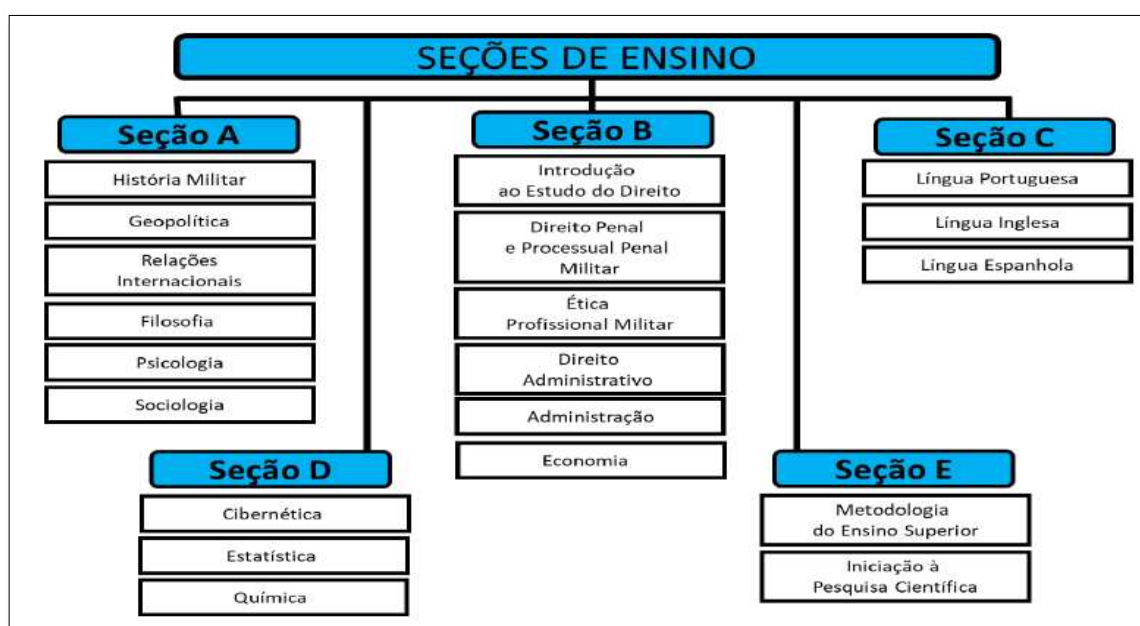 SEÇÕES DE ENSINO
Seção A
História Militar
Geopolítica
Relações
Internacionais
Filosofia
Psicologia
Sociologia
Seção B
Introdução
ao Estudo do Direito
Direito Penal
e Processual Penal
Militar
Ética
Profissional Militar
Direito
Administrativo
Administração
Economia
Seção C
Língua Portuguesa
Língua Inglesa
Língua Espanhola
Seção D
Cibernética
Estatística
Química
Seção E
Metodologia
do Ensino Superior
Iniciação à
Pesquisa Científica